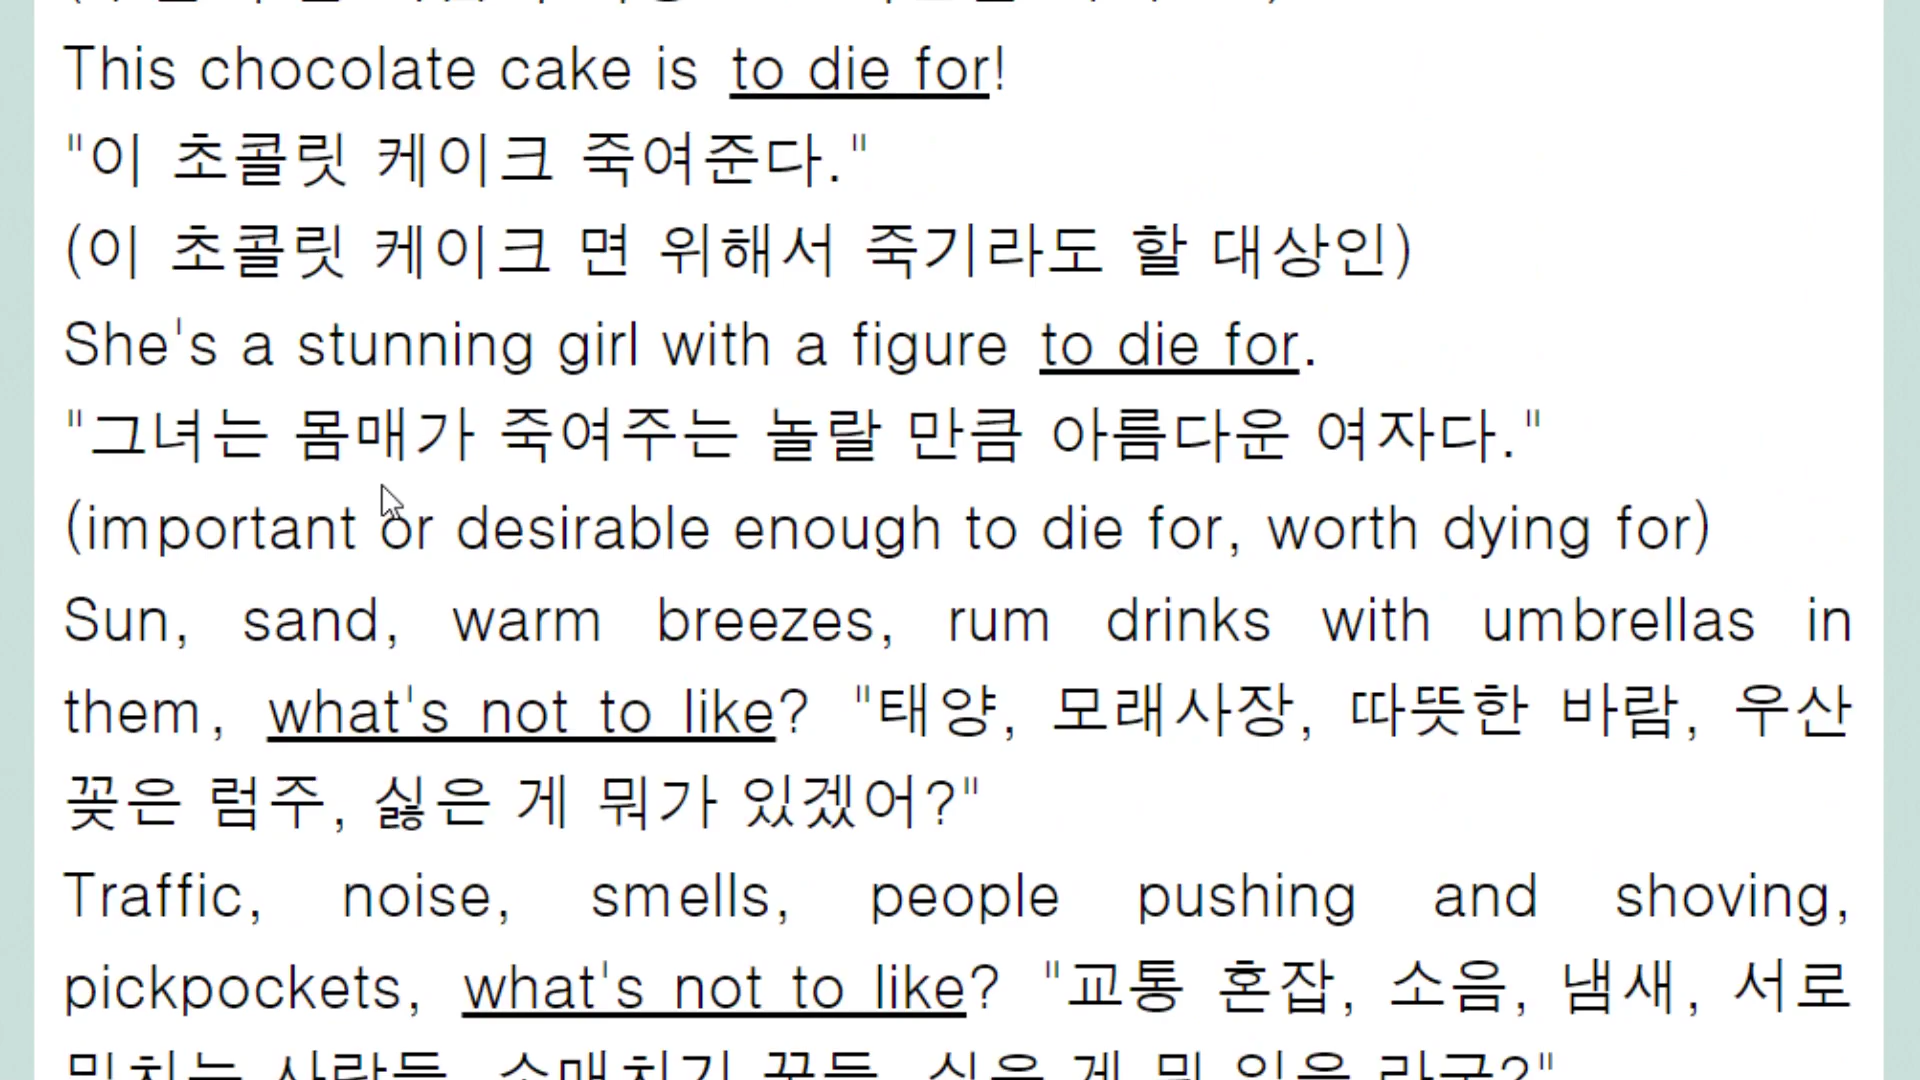 This chocolate cake is to die for!
"이 초콜릿 케이크 죽여준다."
(이 초콜릿 케이크 면 위해서 죽기라도 할 대상인)
She's a stunning girl with a figure to die for.
"그녀는 몸매가 죽여주는 놀랄 만큼 아름다운 여자다."
(important or desirable enough to die for, worth dying for)
Sun, sand, warm breezes, rum drinks with umbrellas in
them, what's not to like? "태양, 모래사장, 따뜻한 바람, 우산
꽂은 럼주, 싫은 게 뭐가 있겠어?"
Traffic, noise, smells, people pushing and shoving,
pickpockets, what's not to like? "교통 혼잡, 소음, 냄새, 서로